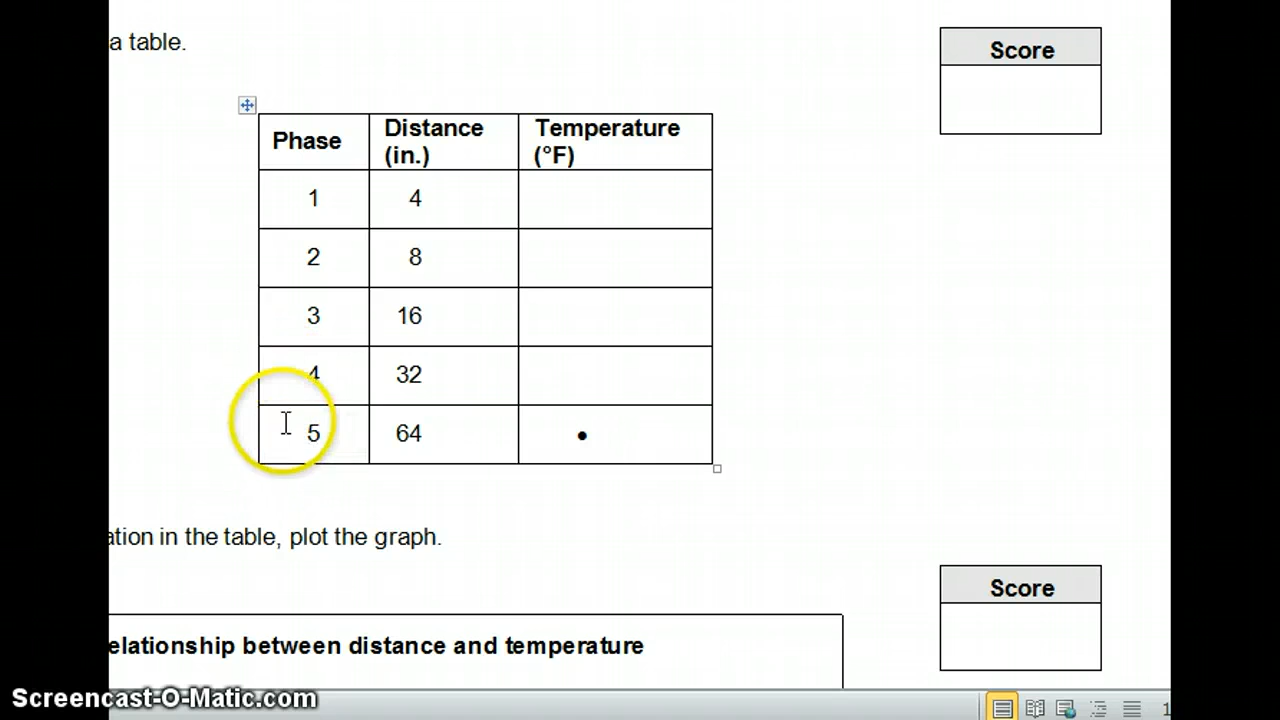 a table.
Score
Phase Distance (in.) Temperature (°F)
1 4
2 8
3 16
4 32
5 64 •
ation in the table, plot the graph.
Score
elationship between distance and temperature
Screencast-O-Matic.com
1